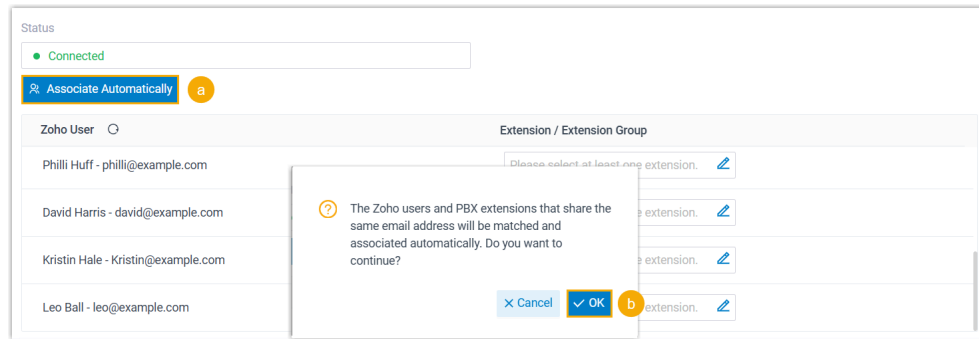 Status
Connected
Associate Automatically
a
Zoho User
Extension / Extension Group
Philli Huff - philli@example.com
Please select at least one extension.
David Harris - david@example.com
extension.
Kristin Hale - Kristin@example.com
extension.
Leo Ball - leo@example.com
extension.
The Zoho users and PBX extensions that share the
same email address will be matched and
associated automatically. Do you want to
continue?
Cancel
OK
b